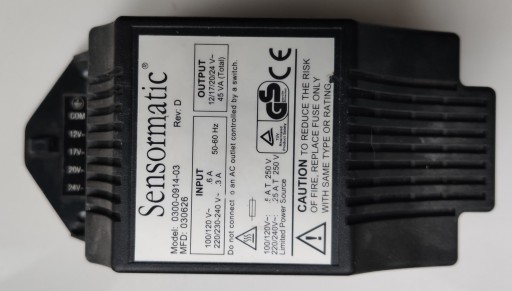 Sensormatic®
Model: 0300-0914-03 Rev: D
MFD: 030626
INPUT
100/120 V~ .6 A
220/230-240 V~ .3 A
50-60 Hz
OUTPUT
12/17/20/24 V~
45 VA (Total)
Do not connect o an AC outlet controlled by a switch.
100/120V~: .5 A T 250 V
220/240V~: .25 A T 250 V
Limited Power Source
GS
CE
CAUTION TO REDUCE THE RISK
OF FIRE, REPLACE FUSE ONLY
WITH SAME TYPE OR RATING.
COM
12V
17V
20V
24V